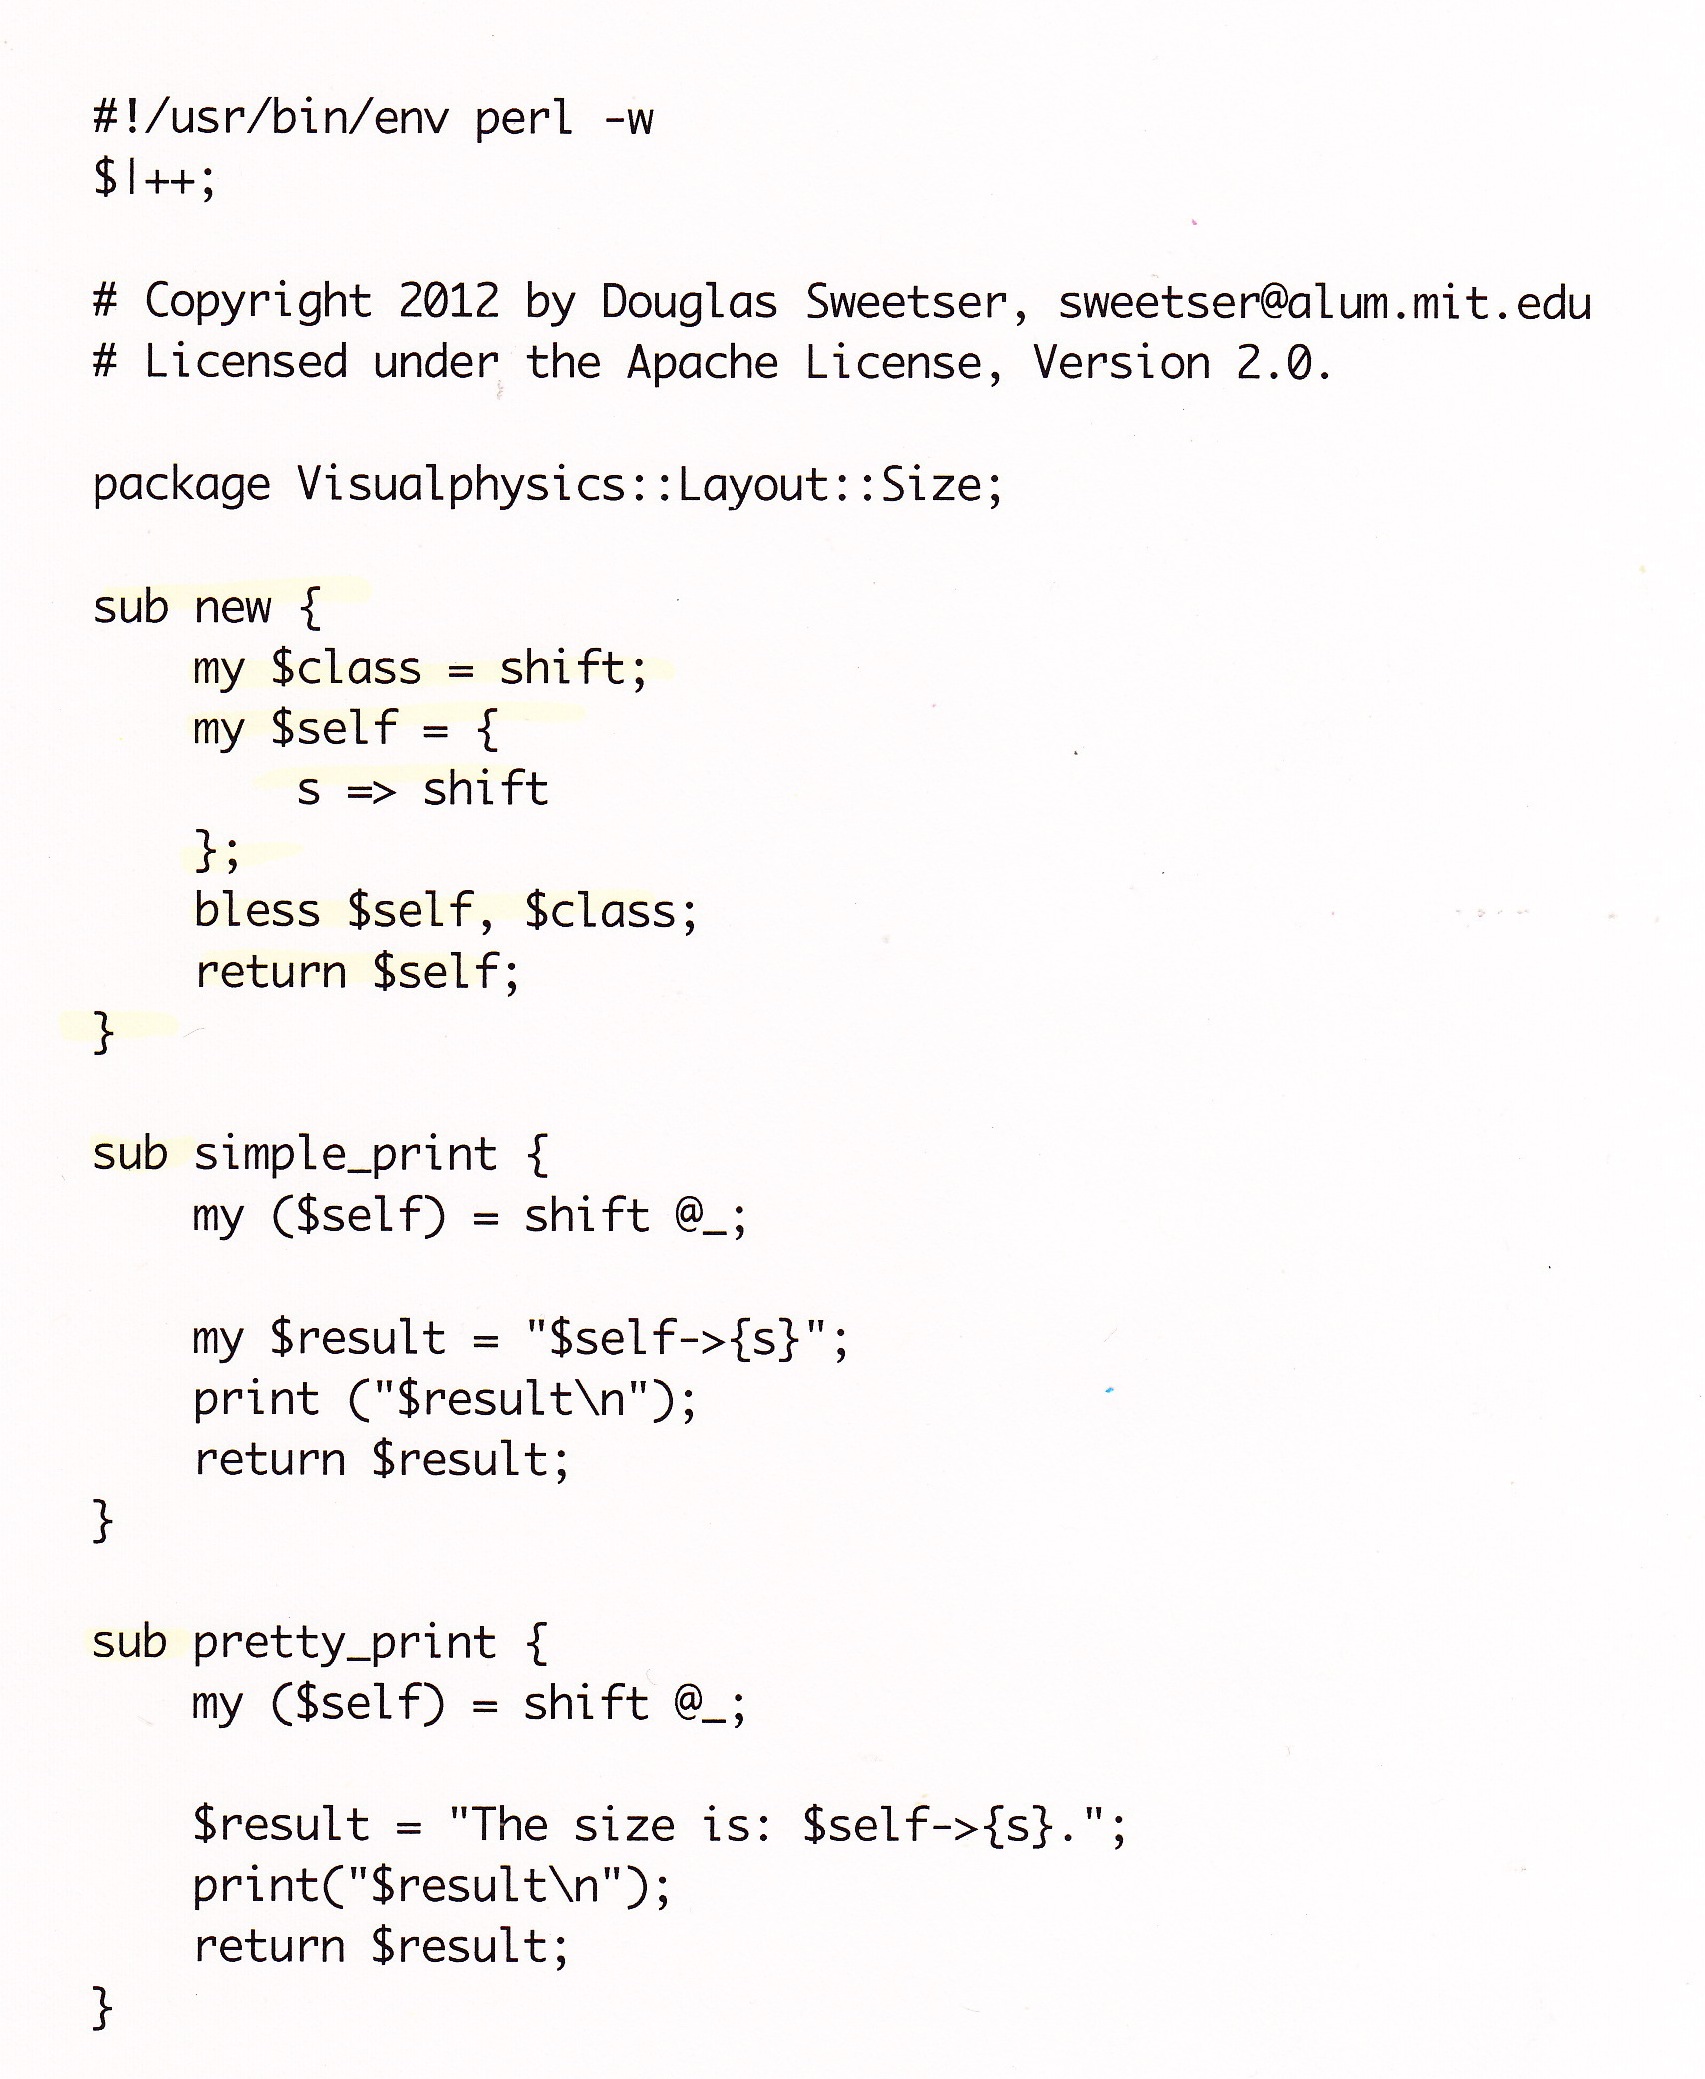 #!/usr/bin/env perl -w
$|++;

# Copyright 2012 by Douglas Sweetser, sweetser@alum.mit.edu
# Licensed under the Apache License, Version 2.0.

package Visualphysics::Layout::Size;

sub new {
    my $class = shift;
    my $self = {
        s => shift
    };
    bless $self, $class;
    return $self;
}

sub simple_print {
    my ($self) = shift @_;

    my $result = "$self->{s}";
    print ("$result\n");
    return $result;
}

sub pretty_print {
    my ($self) = shift @_;

    $result = "The size is: $self->{s}.";
    print("$result\n");
    return $result;
}